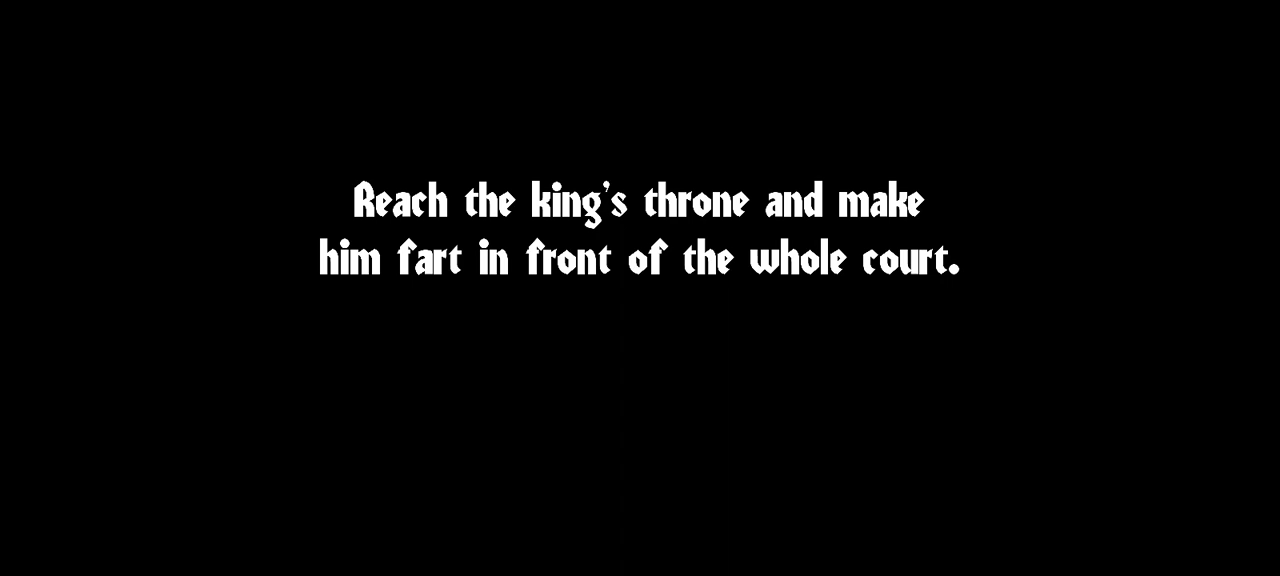 Reach the king's throne and make
him fart in front of the whole court.